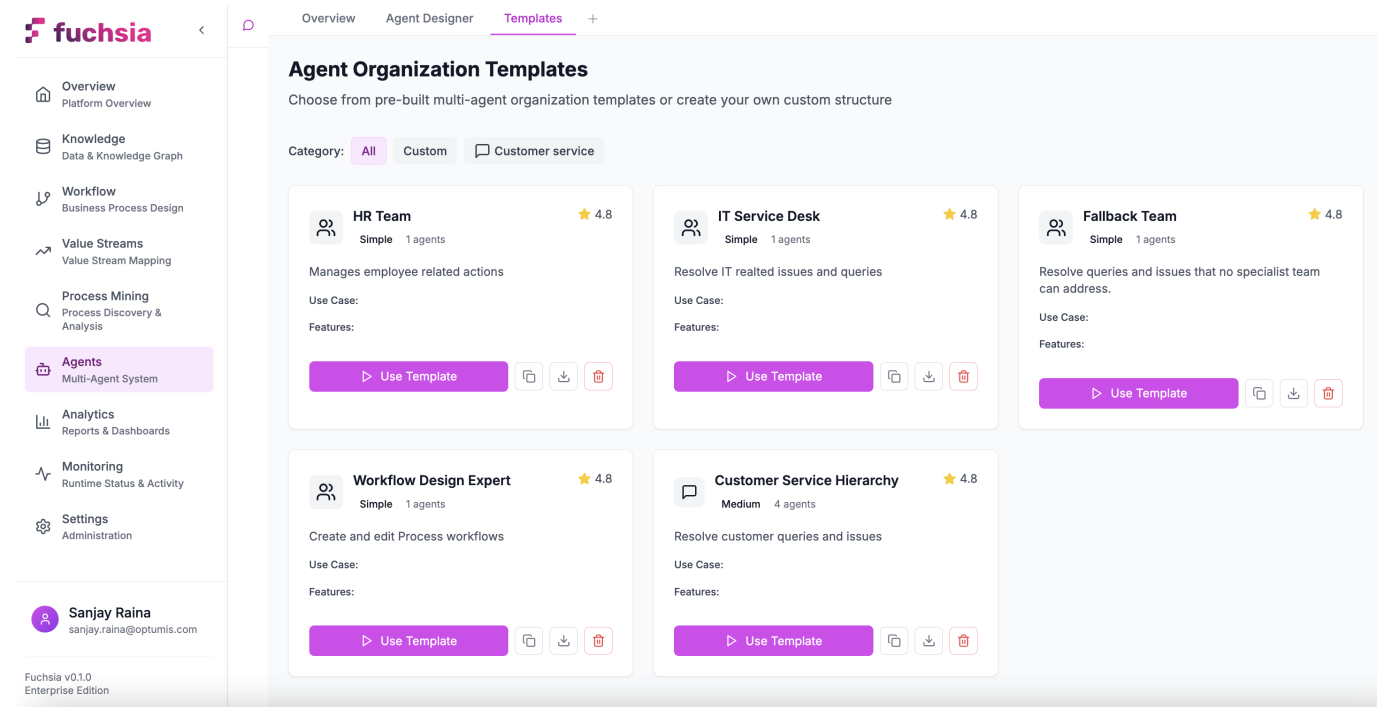 fuchsia
Overview
Platform Overview
Knowledge
Data & Knowledge Graph
Workflow
Business Process Design
Value Streams
Value Stream Mapping
Process Mining
Process Discovery &
Analysis
Agents
Multi-Agent System
Analytics
Reports & Dashboards
Monitoring
Runtime Status & Activity
Settings
Administration
Sanjay Raina
sanjay.raina@optumis.com
Fuchsia v0.1.0
Enterprise Edition
Overview Agent Designer Templates
Agent Organization Templates
Choose from pre-built multi-agent organization templates or create your own custom structure
Category: All Custom Customer service
HR Team 4.8
Simple 1 agents
Manages employee related actions
Use Case:
Features:
Use Template
IT Service Desk 4.8
Simple 1 agents
Resolve IT realted issues and queries
Use Case:
Features:
Use Template
Fallback Team 4.8
Simple 1 agents
Resolve queries and issues that no specialist team
can address.
Use Case:
Features:
Use Template
Workflow Design Expert 4.8
Simple 1 agents
Create and edit Process workflows
Use Case:
Features:
Use Template
Customer Service Hierarchy 4.8
Medium 4 agents
Resolve customer queries and issues
Use Case:
Features:
Use Template